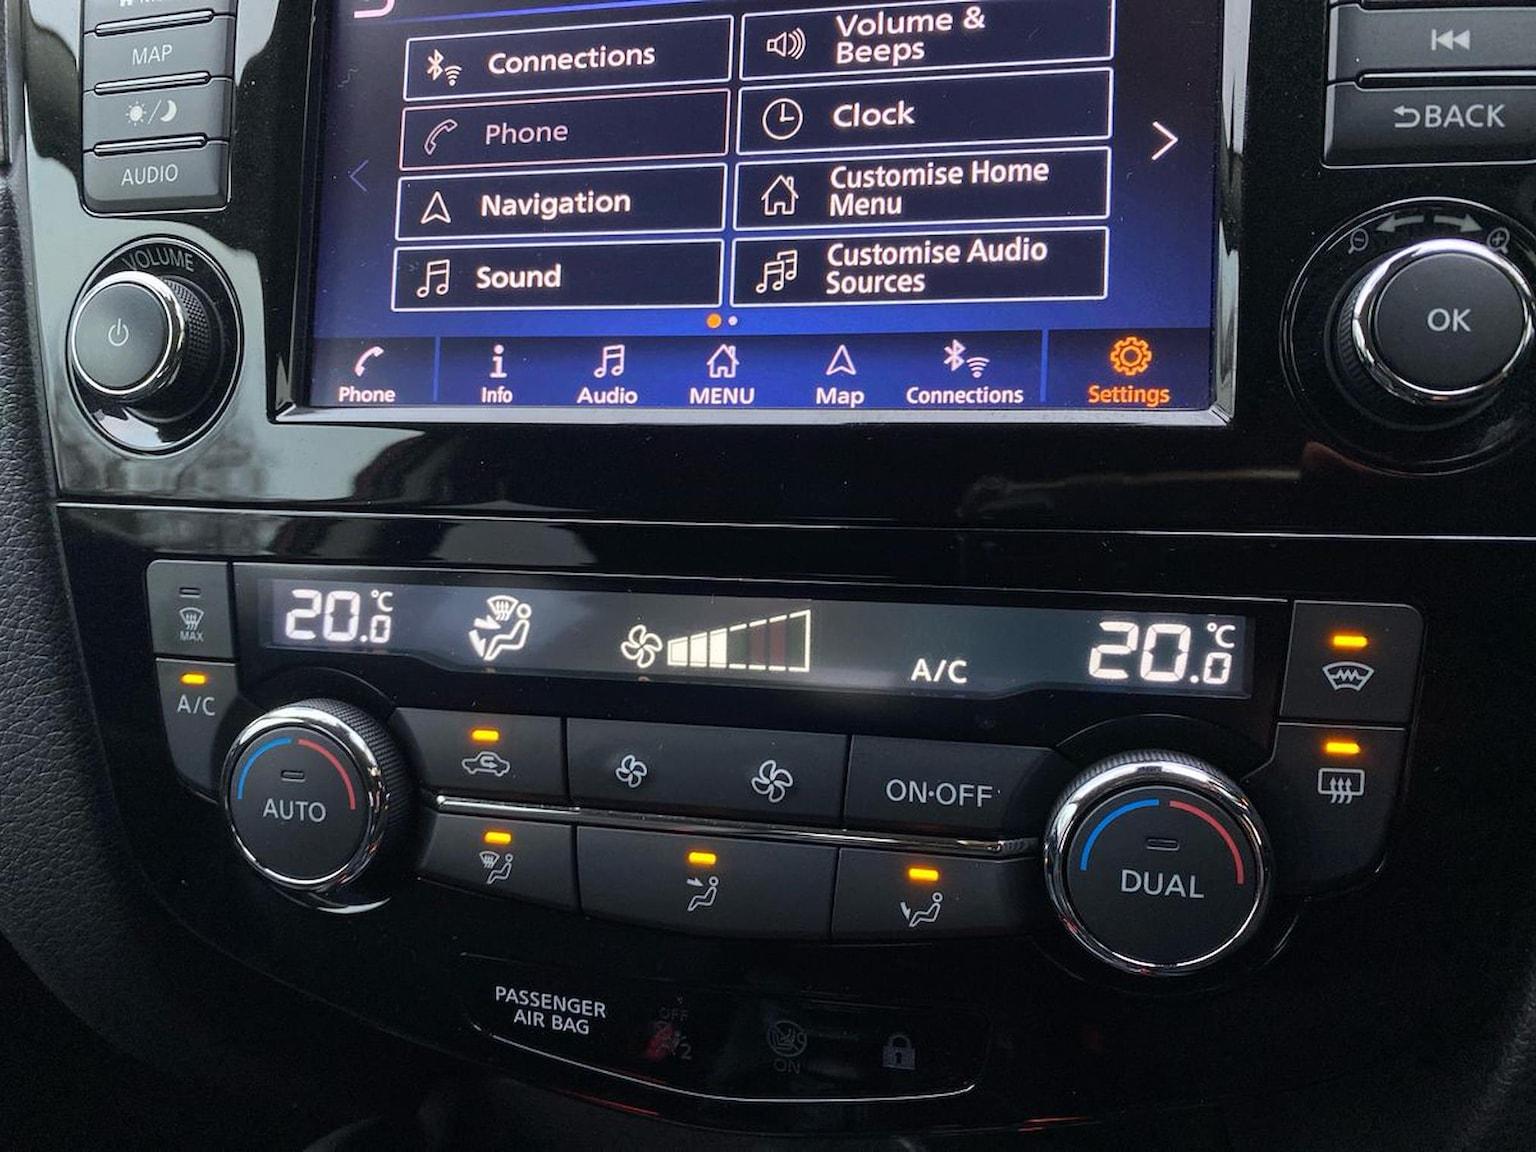 MAP
AUDIO
VOLUME
Connections
Phone
Navigation
Sound
Volume &
Beeps
Clock
Customise Home
Menu
Customise Audio
Sources
Phone
Info
Audio
MENU
Map
Connections
Settings
BACK
OK
MAX
A/C
20.0 °C
A/C
20.0 °C
AUTO
ON·OFF
DUAL
PASSENGER
AIR BAG
OFF
2
ON